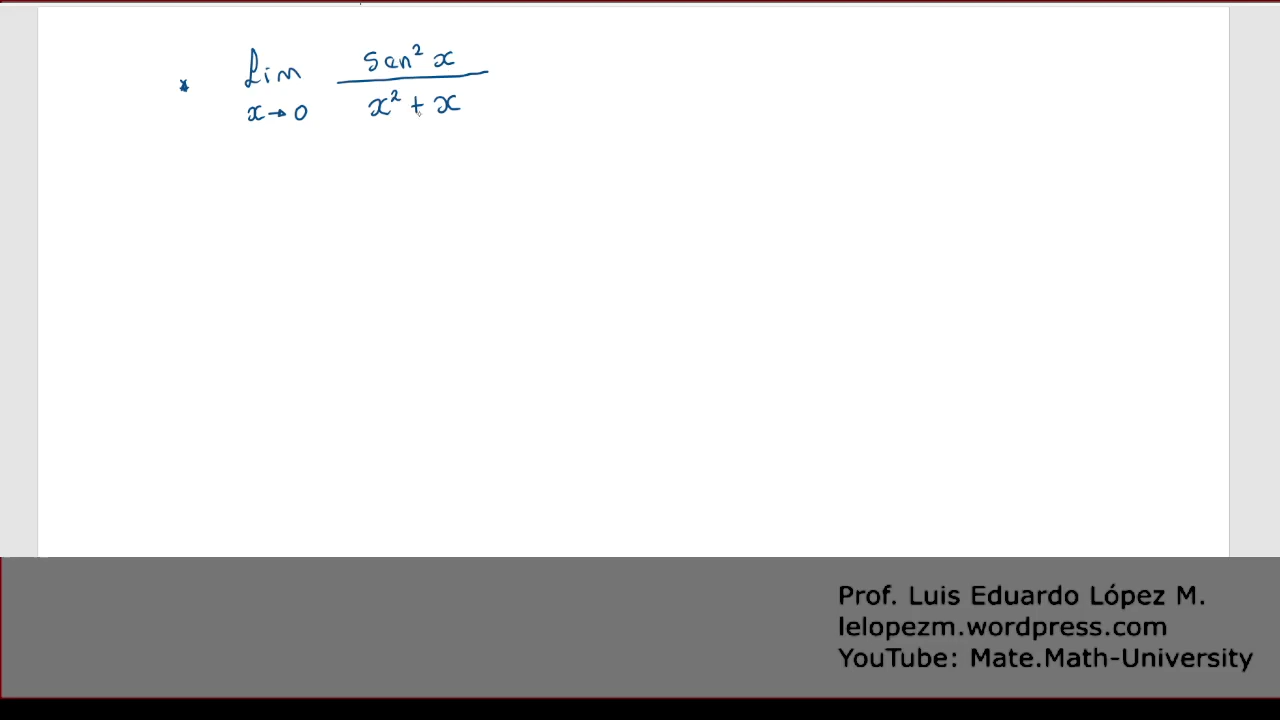 * Lim sen² x
x→0 x² + x
Prof. Luis Eduardo López M.
lelopezm.wordpress.com
YouTube: Mate.Math-University